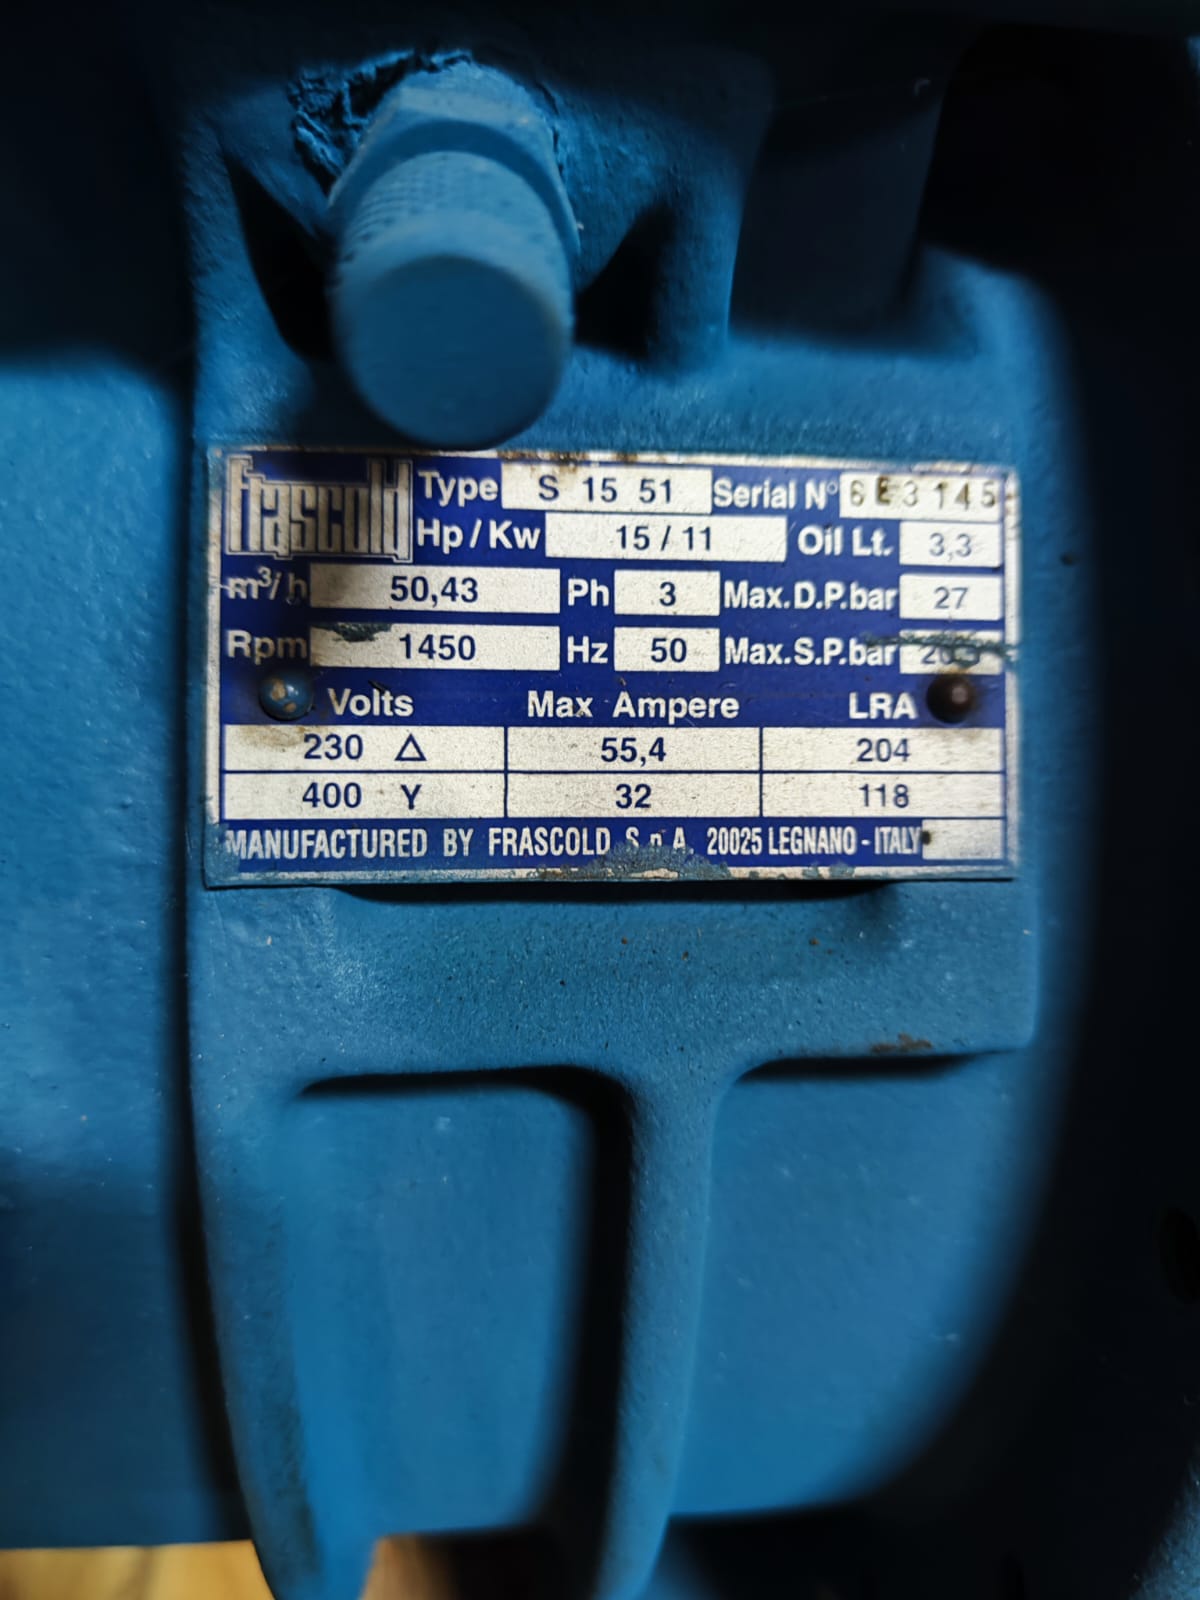 frascold Type S 15 51 Serial N° 6E3145
Hp / Kw 15 / 11 Oil Lt. 3,3
m³/h 50,43 Ph 3 Max. D.P.bar 27
Rpm 1450 Hz 50 Max. S.P.bar
Volts Max Ampere LRA
230 Δ 55,4 204
400 Y 32 118
MANUFACTURED BY FRASCOLD S.p.A. 20025 LEGNANO - ITALY